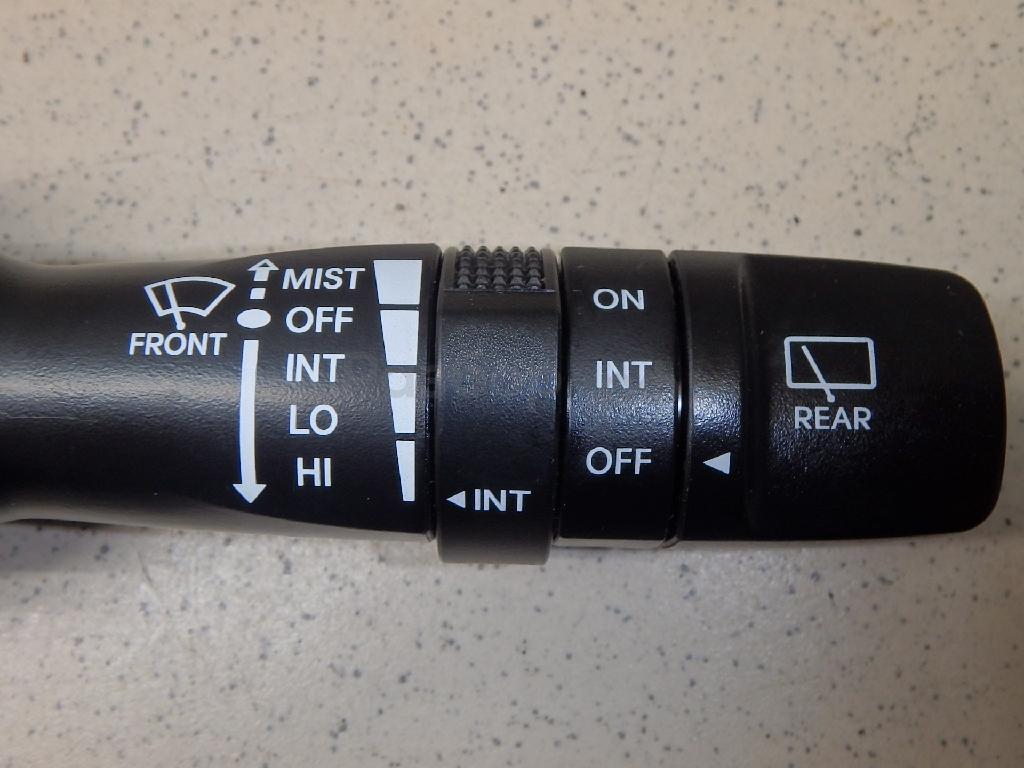 MIST
OFF
INT
LO
HI
FRONT
◄INT
ON
INT
OFF
◄
REAR